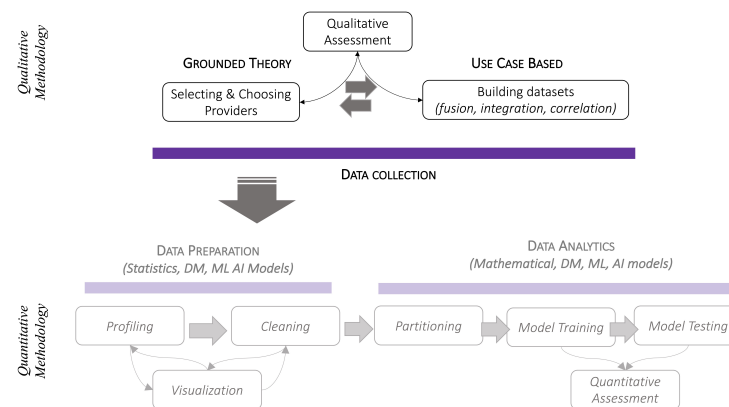 Qualitative
Methodology
Qualitative
Assessment
GROUNDED THEORY
USE CASE BASED
Selecting & Choosing
Providers
Building datasets
(fusion, integration, correlation)
DATA COLLECTION
DATA PREPARATION
(Statistics, DM, ML AI Models)
DATA ANALYTICS
(Mathematical, DM, ML, AI models)
Quantitative
Methodology
Profiling
Cleaning
Partitioning
Model Training
Model Testing
Visualization
Quantitative
Assessment